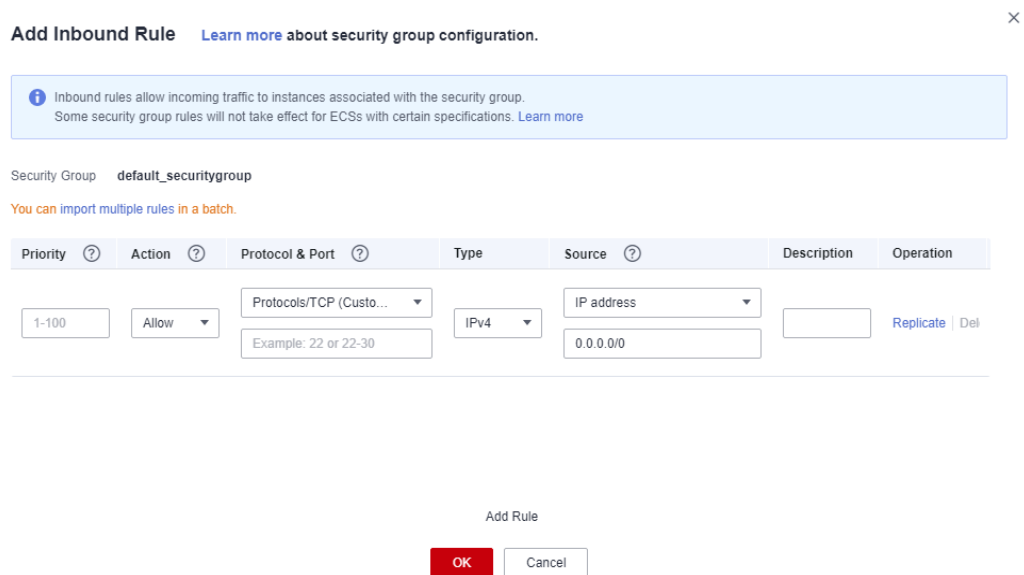 Add Inbound Rule Learn more about security group configuration.
Inbound rules allow incoming traffic to instances associated with the security group.
Some security group rules will not take effect for ECSs with certain specifications. Learn more
Security Group default_securitygroup
You can import multiple rules in a batch.
Priority ? Action ? Protocol & Port ? Type Source ? Description Operation
Protocols/TCP (Custo... IP address
1-100 Allow IPv4 Replicate Del
Example: 22 or 22-30 0.0.0.0/0
Add Rule
OK Cancel